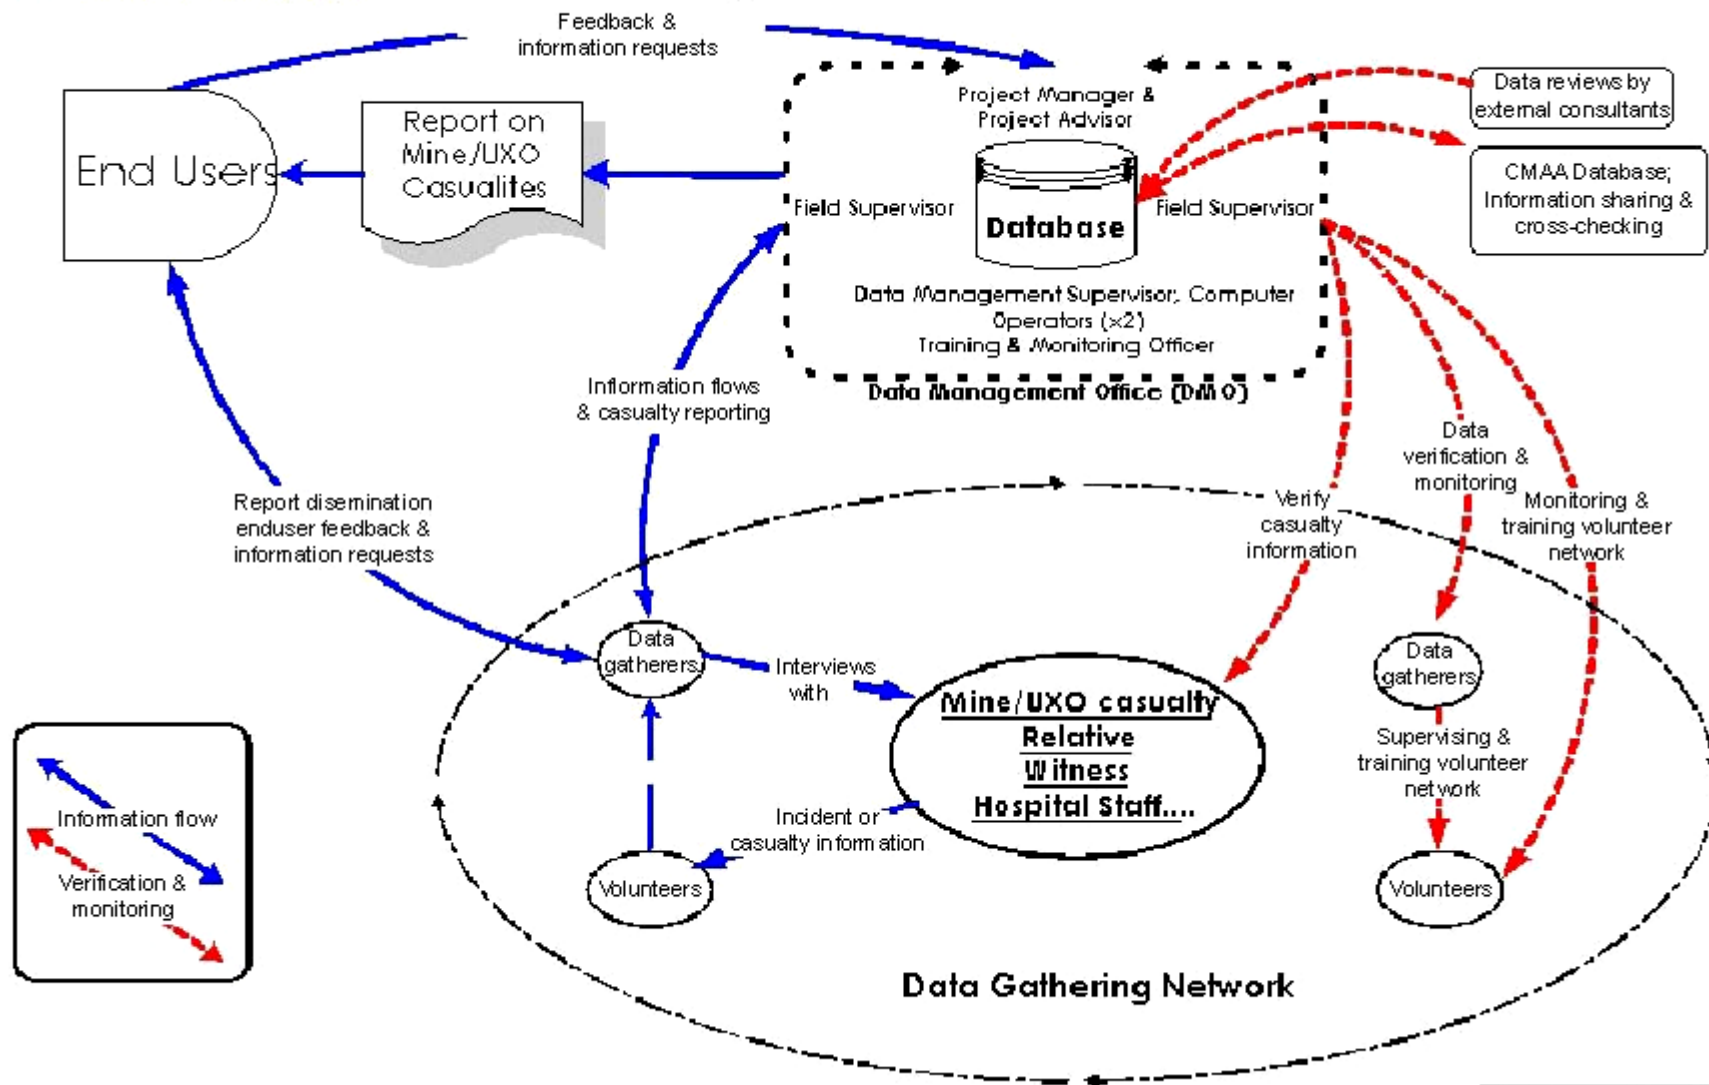 Feedback &
information requests
End Users
Report on
Mine/UXO
Casualites
Project Manager &
Project Advisor
Field Supervisor
Database
Field Supervisor
Data Management Supervisor, Computer
Operators (x2)
Training & Monitoring Officer
Data Management Office (DMO)
Data reviews by
external consultants
CMAA Database;
Information sharing &
cross-checking
Information flows
& casualty reporting
Report disemination
enduser feedback &
information requests
Data
verification &
monitoring
Verify
casualty
information
Monitoring &
training volunteer
network
Data
gatherers
Interviews
with
Mine/UXO casualty
Relative
Witness
Hospital Staff....
Data
gatherers
Supervising &
training volunteer
network
Incident or
casualty information
Volunteers
Volunteers
Information flow
Verification &
monitoring
Data Gathering Network